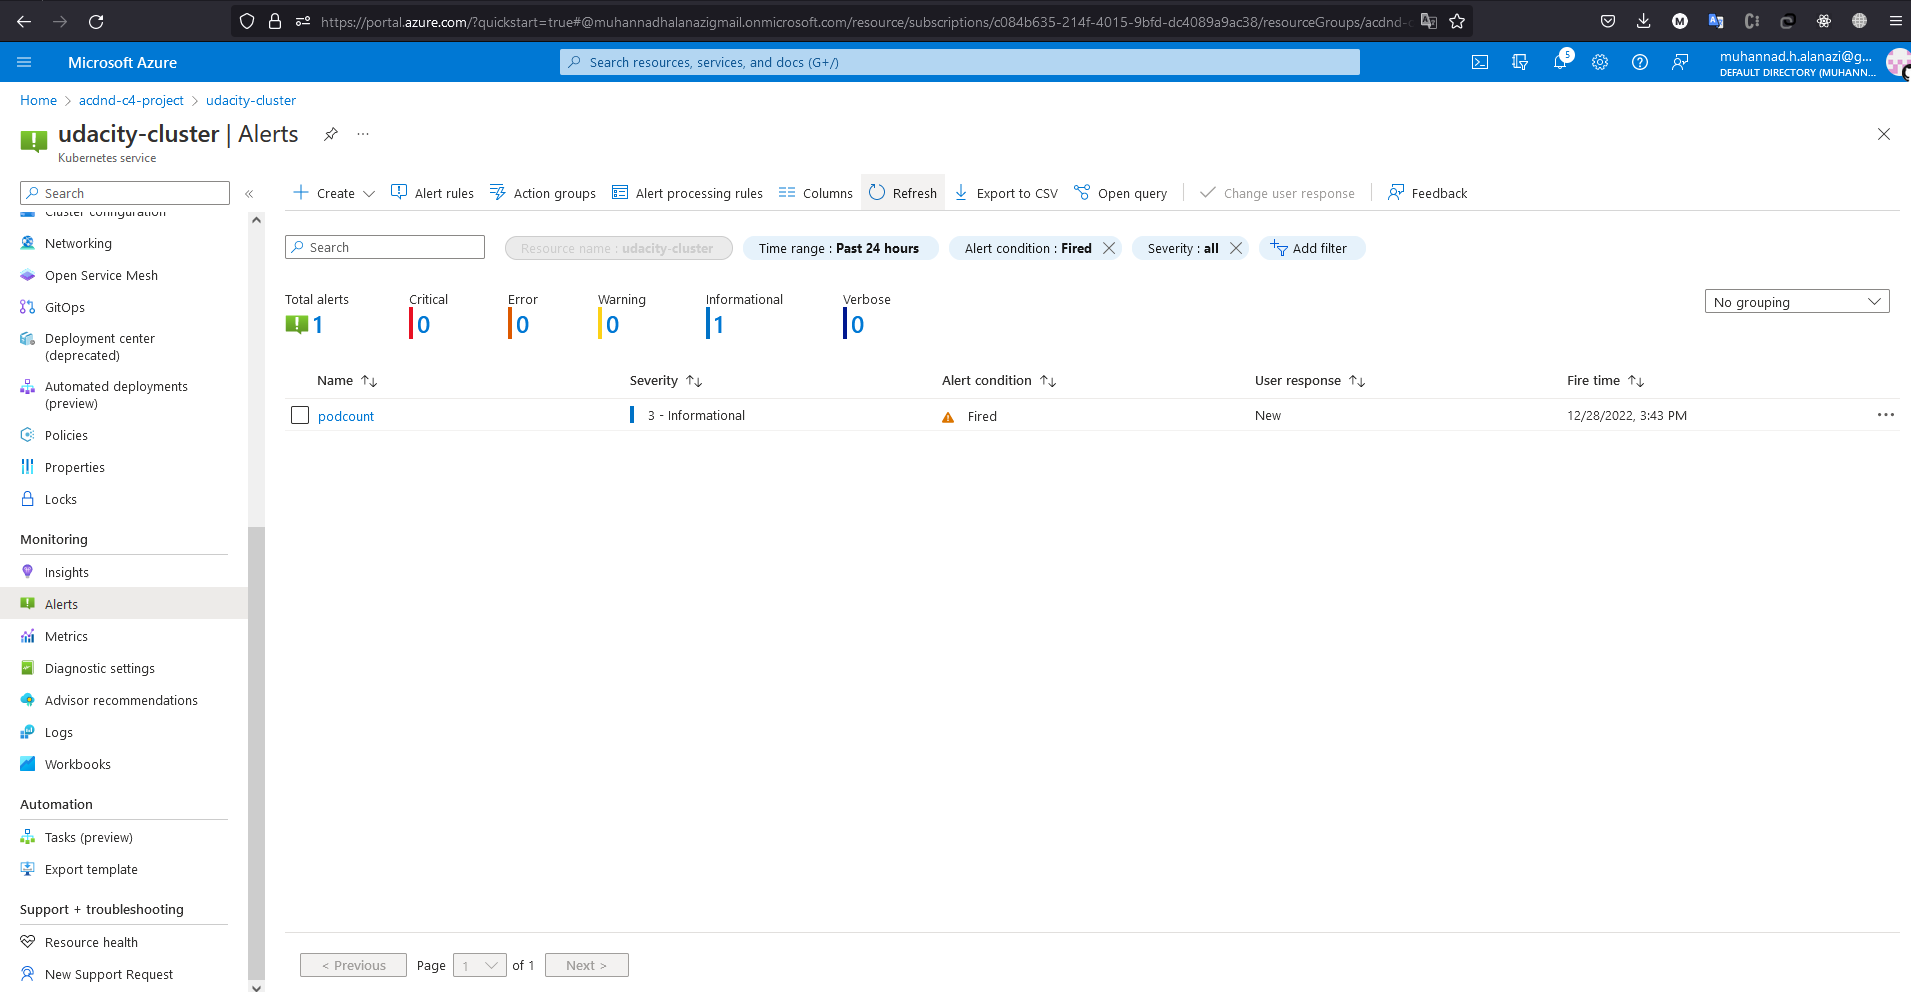 https://portal.azure.com/?quickstart=true#@muhannadhalanazigmail.onmicrosoft.com/resource/subscriptions/c084b635-214f-4015-9bfd-dc4089a9ac38/resourceGroups/acdnd-c
Microsoft Azure
Search resources, services, and docs (G+/)
5
muhannad.h.alanazi@g...
DEFAULT DIRECTORY (MUHANN...
Home > acdnd-c4-project > udacity-cluster
udacity-cluster | Alerts
...
Kubernetes service
Search
«
Cluster configuration
Networking
Open Service Mesh
GitOps
Deployment center
(deprecated)
Automated deployments
(preview)
Policies
Properties
Locks
Monitoring
Insights
Alerts
Metrics
Diagnostic settings
Advisor recommendations
Logs
Workbooks
Automation
Tasks (preview)
Export template
Support + troubleshooting
Resource health
New Support Request
Create Alert rules Action groups Alert processing rules Columns Refresh Export to CSV Open query Change user response Feedback
Search
Resource name : udacity-cluster
Time range : Past 24 hours
Alert condition : Fired
Severity : all
Add filter
Total alerts Critical Error Warning Informational Verbose
1 0 0 0 1 0
No grouping
Name Severity Alert condition User response Fire time
podcount 3 - Informational Fired New 12/28/2022, 3:43 PM
< Previous Page 1 of 1 Next >